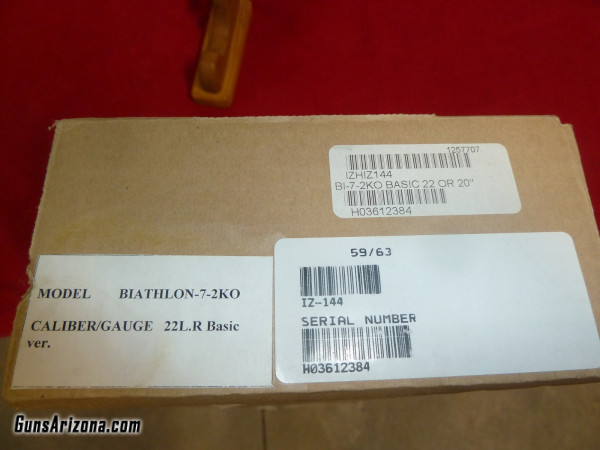 1257707
IZHIZ144
BI-7-2KO BASIC 22 OR 20"
H03612384
59/63
IZ-144
SERIAL NUMBER
H03612384
MODEL BIATHLON-7-2KO
CALIBER/GAUGE 22L.R Basic
ver.
GunsArizona.com